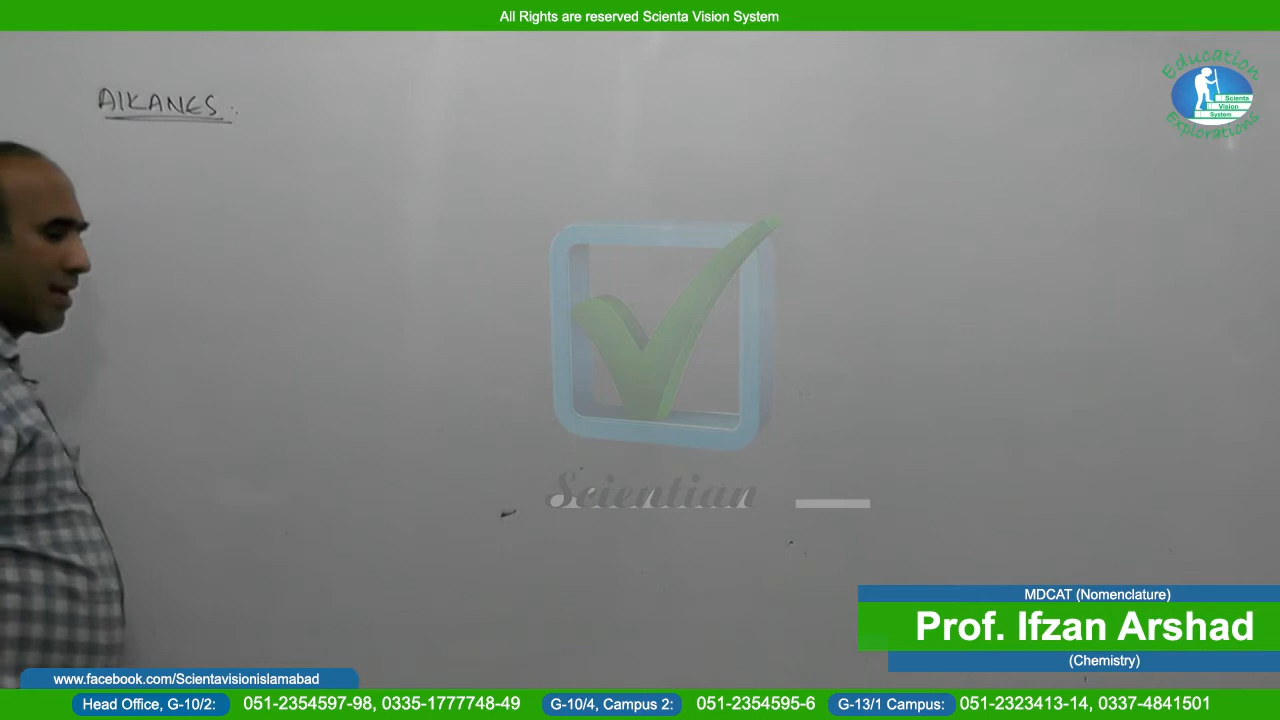 All Rights are reserved Scienta Vision System
Education
Scienta
Vision
System
Explorations
AlKANES:
Scientian
MDCAT (Nomenclature)
Prof. Ifzan Arshad
(Chemistry)
www.facebook.com/Scientavisionislamabad
Head Office, G-10/2: 051-2354597-98, 0335-1777748-49 G-10/4, Campus 2: 051-2354595-6 G-13/1 Campus: 051-2323413-14, 0337-4841501